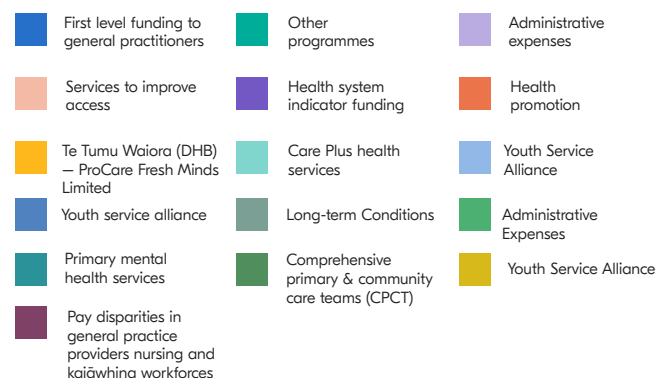 First level funding to
general practitioners
Other
programmes
Administrative
expenses
Services to improve
access
Health system
indicator funding
Health
promotion
Te Tumu Waiora (DHB)
– ProCare Fresh Minds
Limited
Care Plus health
services
Youth Service
Alliance
Youth service alliance
Long-term Conditions
Administrative
Expenses
Primary mental
health services
Comprehensive
primary & community
care teams (CPCT)
Youth Service Alliance
Pay disparities in
general practice
providers nursing and
kaiāwhing workforces